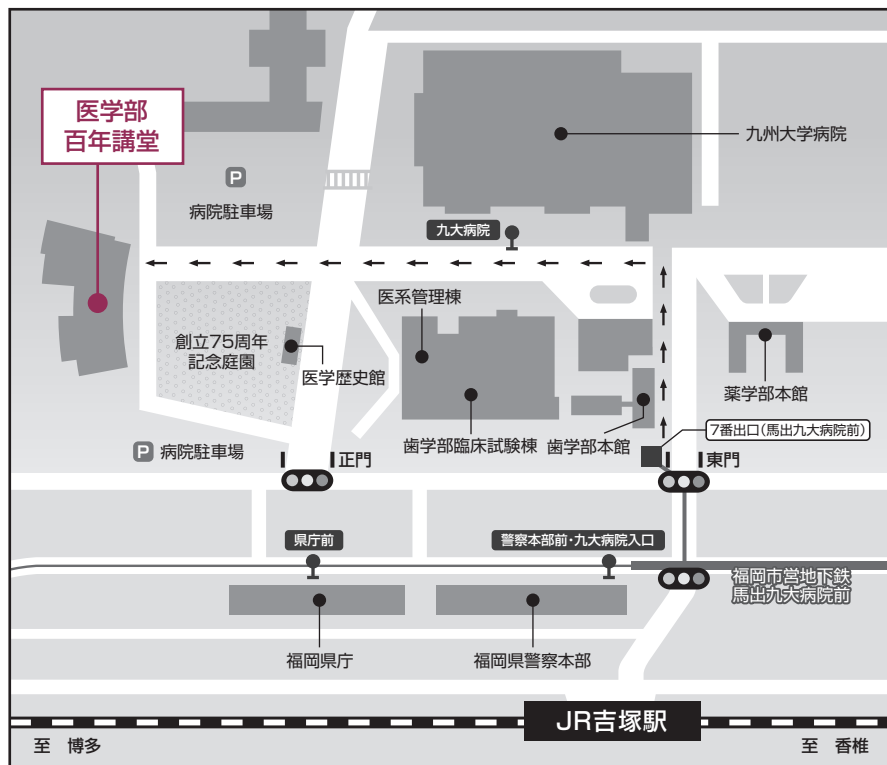 医学部
百年講堂
九州大学病院
P
病院駐車場
九大病院
医系管理棟
創立75周年
記念庭園
医学歴史館
薬学部本館
歯学部臨床試験棟
歯学部本館
7番出口(馬出九大病院前)
P 病院駐車場
正門
東門
県庁前
警察本部前・九大病院入口
福岡市営地下鉄
馬出九大病院前
福岡県庁
福岡県警察本部
JR吉塚駅
至 博多
至 香椎